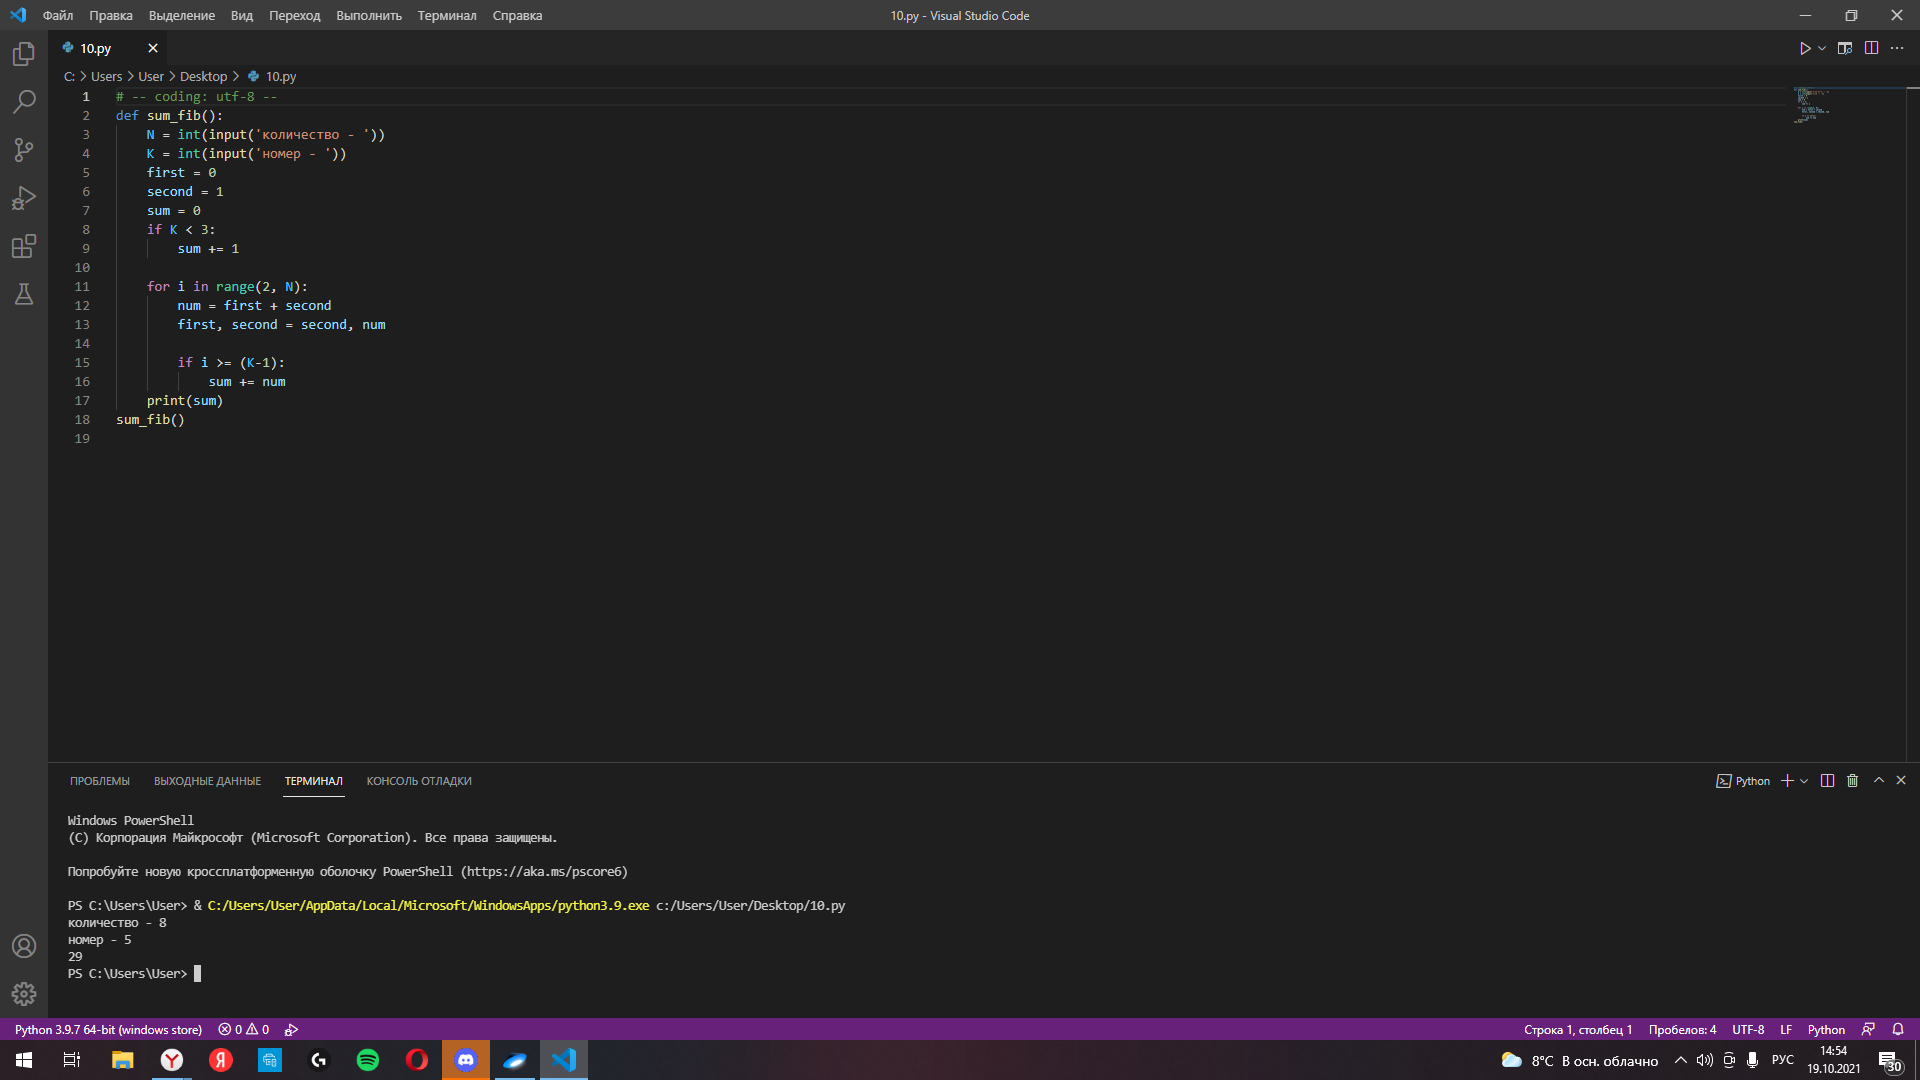 Файл Правка Выделение Вид Переход Выполнить Терминал Справка 10.py - Visual Studio Code
10.py
C: > Users > User > Desktop > 10.py
1 # -- coding: utf-8 --
2 def sum_fib():
3 N = int(input('количество - '))
4 K = int(input('номер - '))
5 first = 0
6 second = 1
7 sum = 0
8 if K < 3:
9 sum += 1
10
11 for i in range(2, N):
12 num = first + second
13 first, second = second, num
14
15 if i >= (K-1):
16 sum += num
17 print(sum)
18 sum_fib()
19
ПРОБЛЕМЫ ВЫХОДНЫЕ ДАННЫЕ ТЕРМИНАЛ КОНСОЛЬ ОТЛАДКИ Python
Windows PowerShell
(C) Корпорация Майкрософт (Microsoft Corporation). Все права защищены.
Попробуйте новую кроссплатформенную оболочку PowerShell (https://aka.ms/pscore6)
PS C:\Users\User> & C:/Users/User/AppData/Local/Microsoft/WindowsApps/python3.9.exe c:/Users/User/Desktop/10.py
количество - 8
номер - 5
29
PS C:\Users\User>
Python 3.9.7 64-bit (windows store) 0 0 Строка 1, столбец 1 Пробелов: 4 UTF-8 LF Python
8°C В осн. облачно РУС 14:54
19.10.2021 30